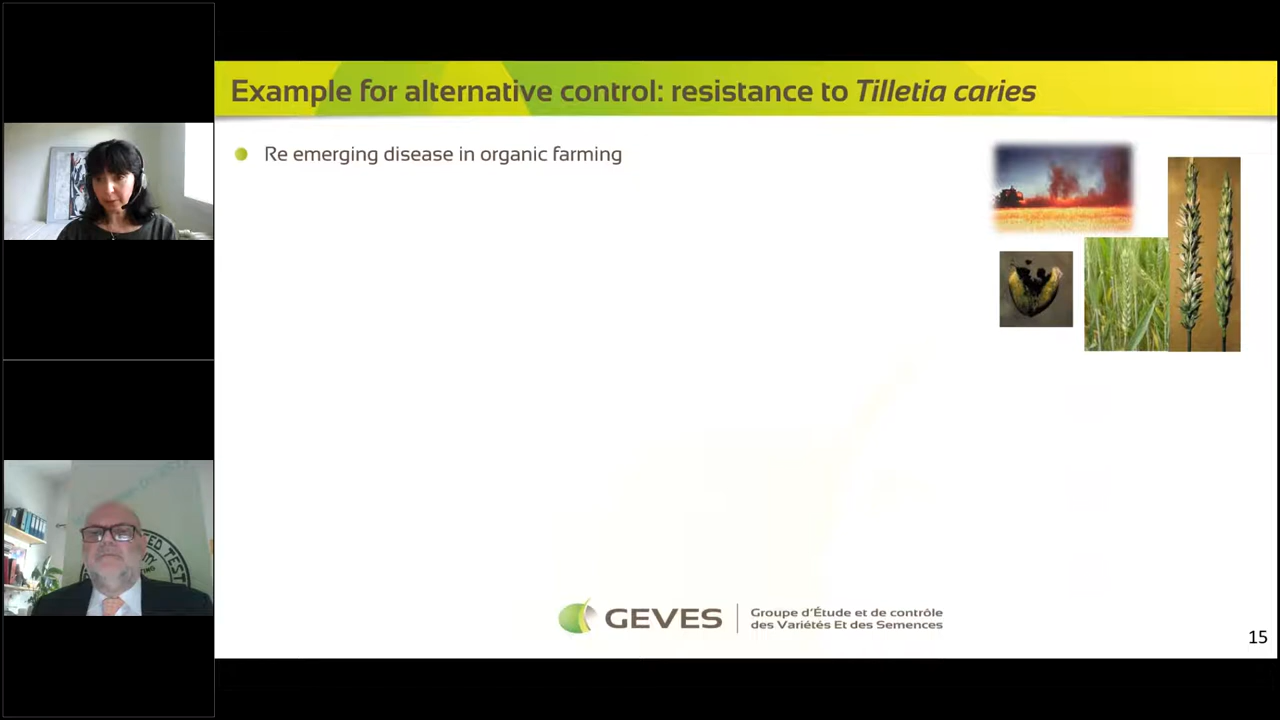 Example for alternative control: resistance to Tilletia caries
Re emerging disease in organic farming
GEVES
Groupe d'Étude et de contrôle
des Variétés Et des Semences
15